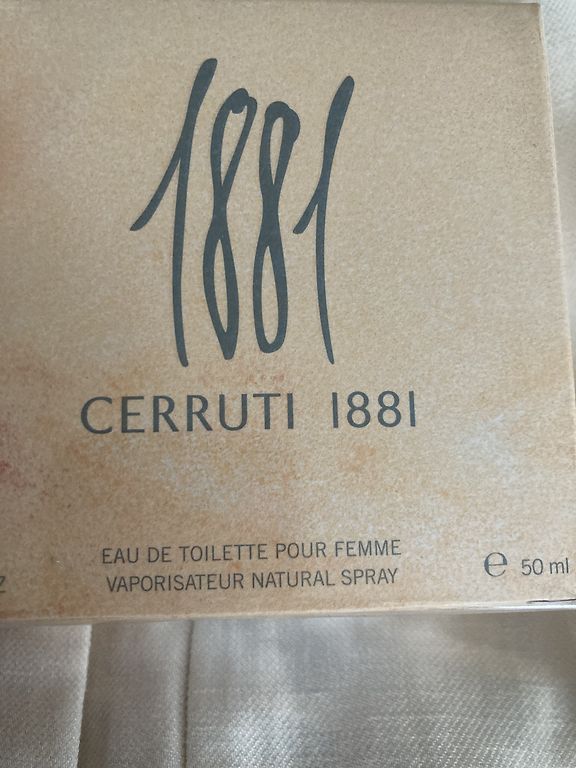 1881
CERRUTI 1881
EAU DE TOILETTE POUR FEMME
VAPORISATEUR NATURAL SPRAY
e 50 ml